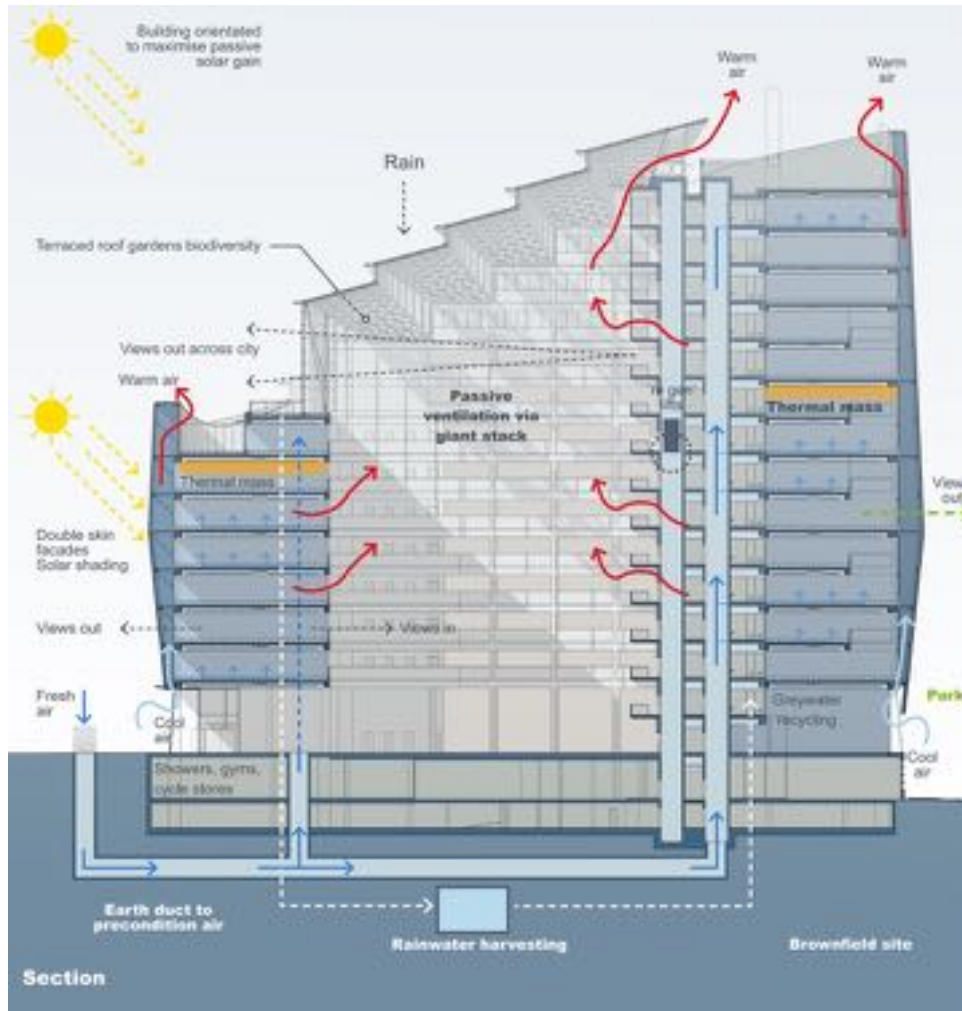 Building orientated
to maximise passive
solar gain
Warm
air
Warm
air
Rain
Terraced roof gardens biodiversity
Views out across city
Warm air
Passive
ventilation via
giant stack
Thermal mass
Thermal mass
View
out
Double skin
facades
Solar shading
Views out
Views in
Fresh
air
Cool
air
Greywater
recycling
Park
Cool
air
Showers, gyms,
cycle stores
Earth duct to
precondition air
Rainwater harvesting
Brownfield site
Section